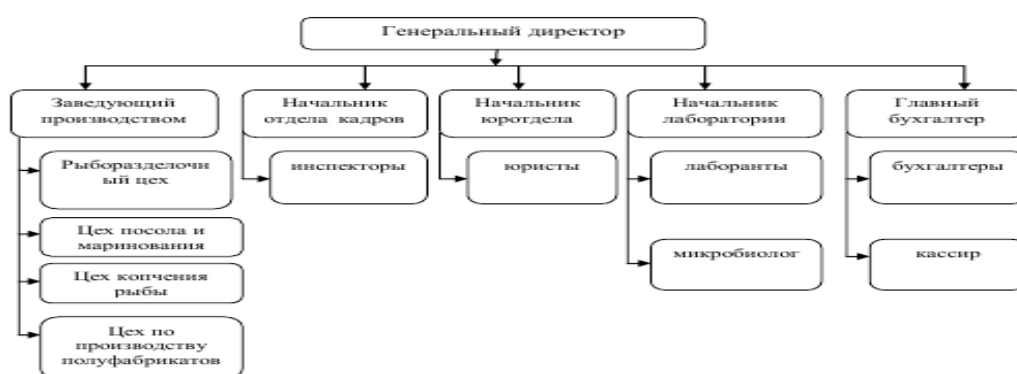 Генеральный директор
Заведующий
производством
Начальник
отдела кадров
Начальник
юротдела
Начальник
лаборатории
Главный
бухгалтер
Рыборазделочн
ый цех
инспекторы
юристы
лаборанты
бухгалтеры
Цех посола и
маринования
микробиолог
кассир
Цех копчения
рыбы
Цех по
производству
полуфабрикатов